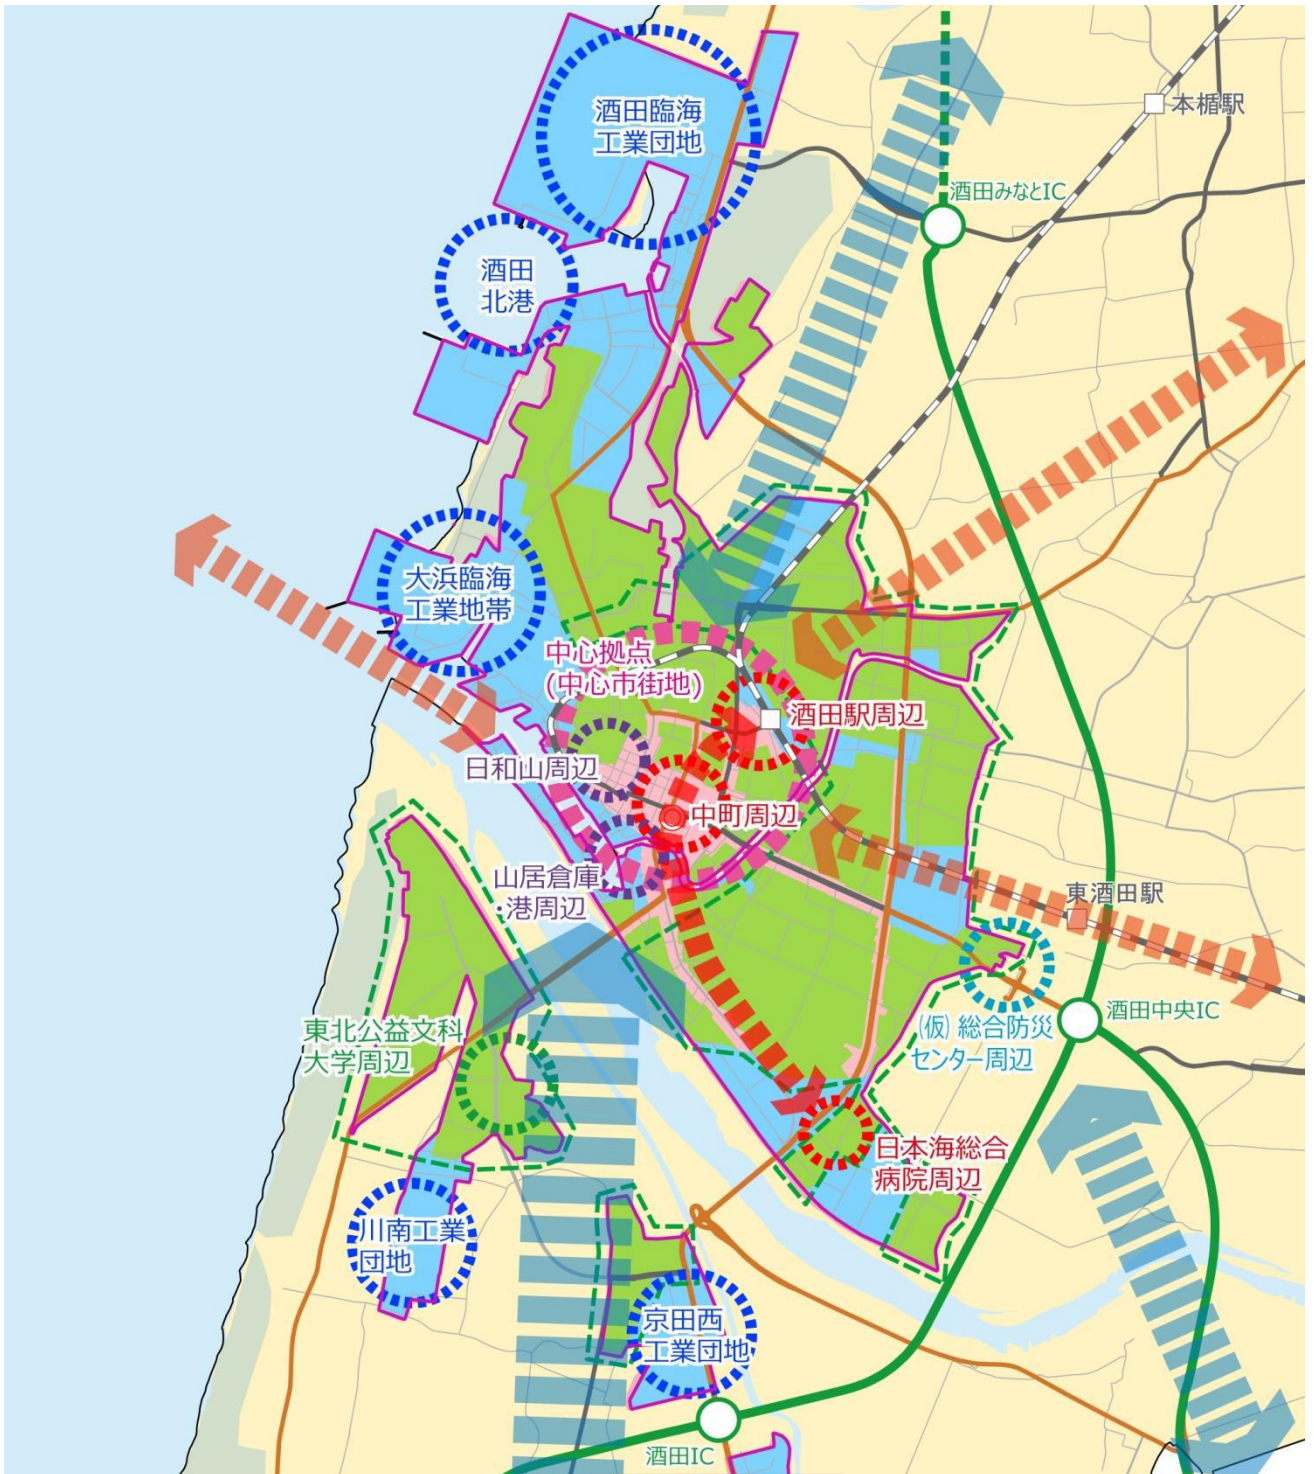 酒田臨海
工業団地
本楯駅
酒田みなとIC
酒田
北港
大浜臨海
工業地帯
中心拠点
(中心市街地)
酒田駅周辺
日和山周辺
中町周辺
山居倉庫
・港周辺
東酒田駅
酒田中央IC
(仮) 総合防災
センター周辺
東北公益文科
大学周辺
日本海総合
病院周辺
川南工業
団地
京田西
工業団地
酒田IC